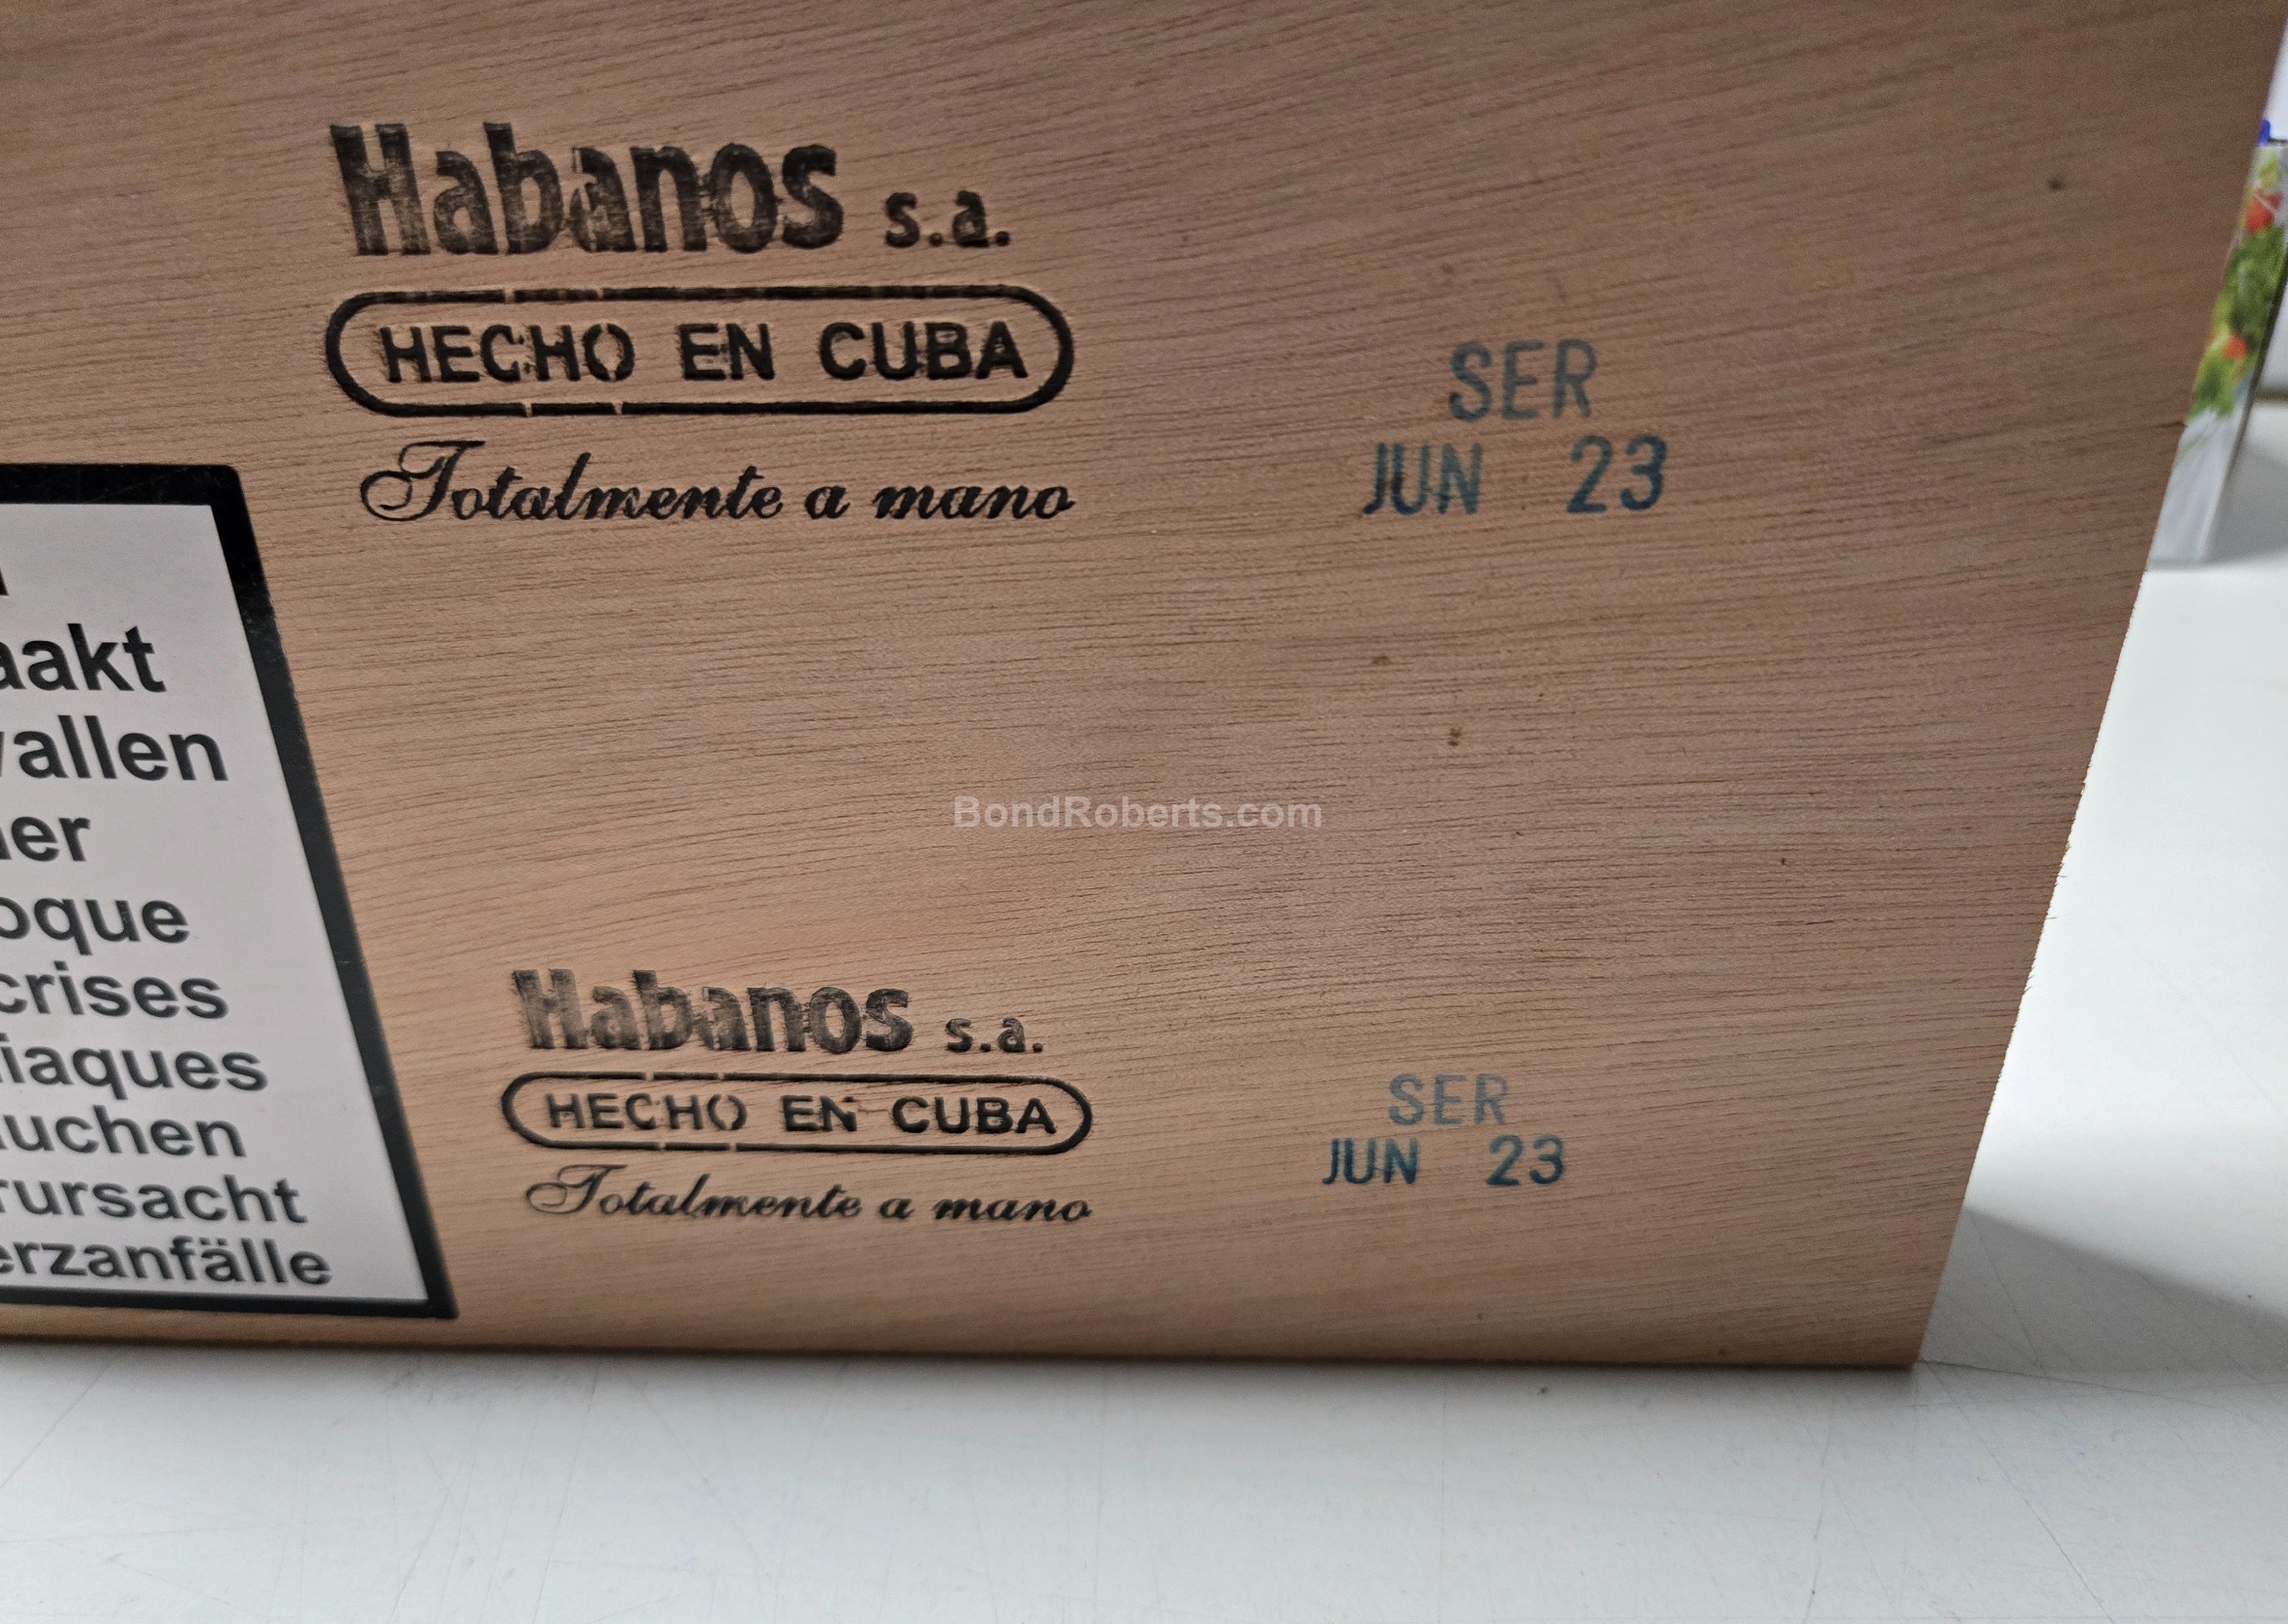 Habanos s.a.
HECHO EN CUBA
Totalmente a mano
SER
JUN 23
aakt
vallen
er
oque
crises
iaques
uchen
rursacht
erzanfälle
BondRoberts.com
Habanos s.a.
HECHO EN CUBA
Totalmente a mano
SER
JUN 23